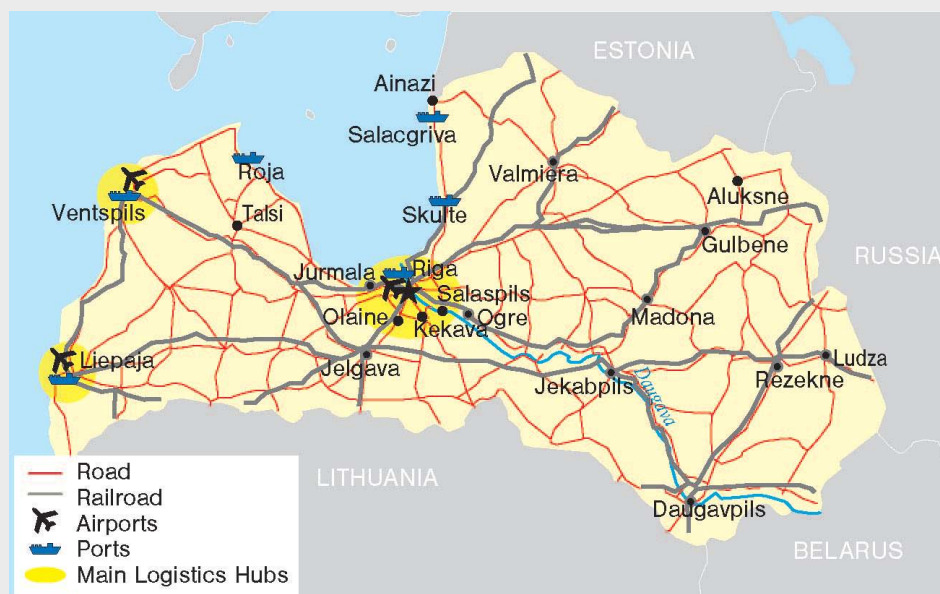 ESTONIA
Ainazi
Salacgriva
Roja
Valmiera
Aluksne
Ventspils
Talsi
Skulte
Gulbene
RUSSIA
Jurmala
Riga
Salaspils
Olaine
Kekava
Ogre
Madona
Liepaja
Jelgava
Jekabpils
Daugava
Rezekne
Ludza
LITHUANIA
Daugavpils
BELARUS
Road
Railroad
Airports
Ports
Main Logistics Hubs